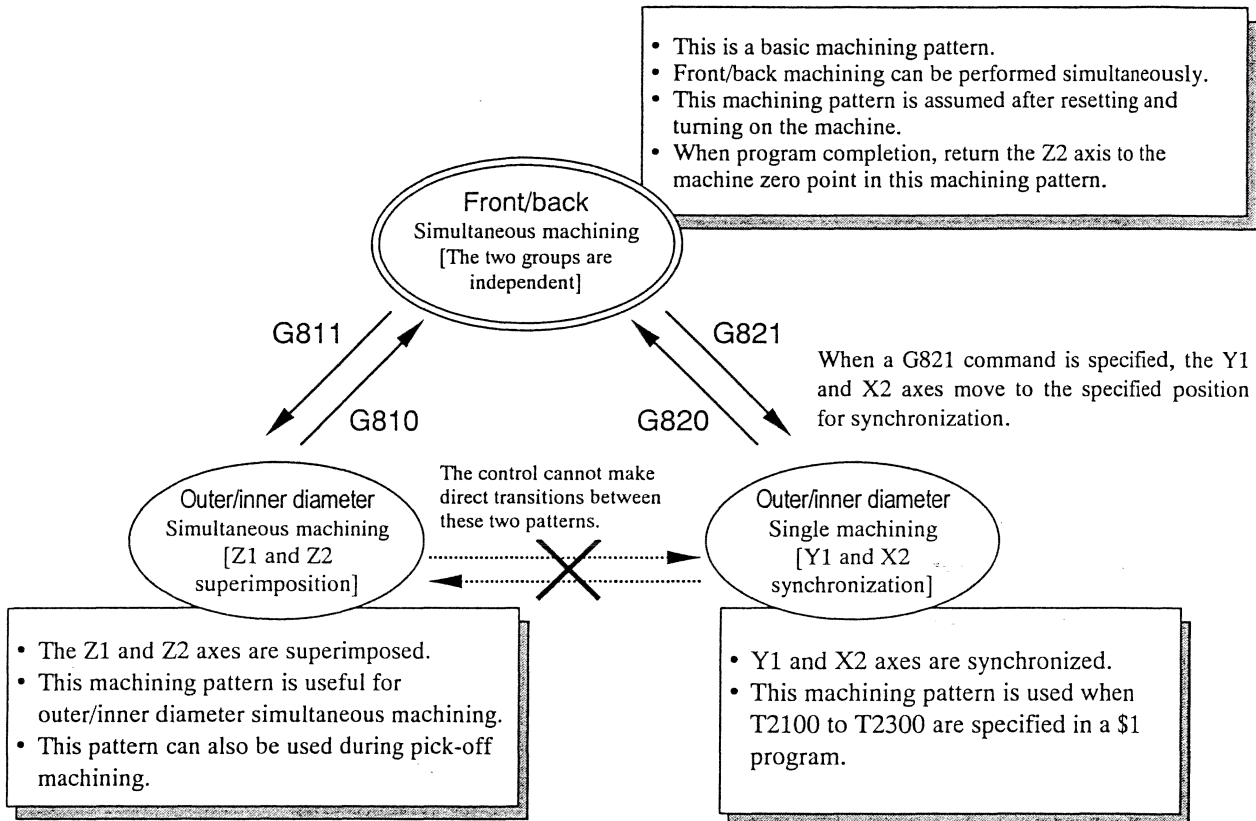 • This is a basic machining pattern.
• Front/back machining can be performed simultaneously.
• This machining pattern is assumed after resetting and
turning on the machine.
• When program completion, return the Z2 axis to the
machine zero point in this machining pattern.
Front/back
Simultaneous machining
[The two groups are
independent]
G811
G810
G821
G820
When a G821 command is specified, the Y1
and X2 axes move to the specified position
for synchronization.
The control cannot make
direct transitions between
these two patterns.
Outer/inner diameter
Simultaneous machining
[Z1 and Z2
superimposition]
Outer/inner diameter
Single machining
[Y1 and X2
synchronization]
• The Z1 and Z2 axes are superimposed.
• This machining pattern is useful for
outer/inner diameter simultaneous machining.
• This pattern can also be used during pick-off
machining.
• Y1 and X2 axes are synchronized.
• This machining pattern is used when
T2100 to T2300 are specified in a $1
program.